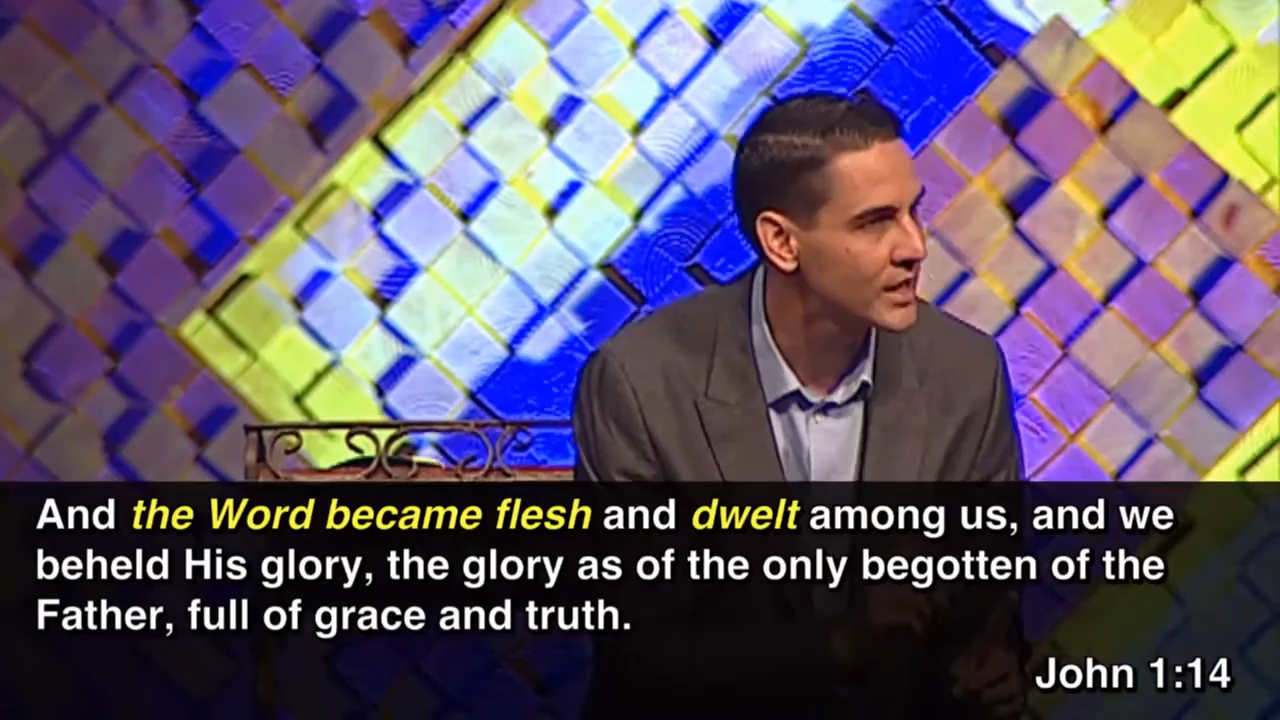 And the Word became flesh and dwelt among us, and we
beheld His glory, the glory as of the only begotten of the
Father, full of grace and truth.
John 1:14